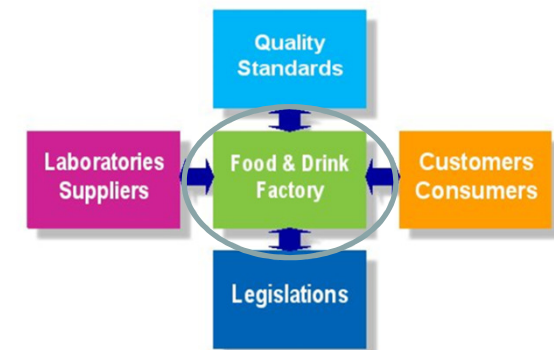 Quality
Standards
Laboratories
Suppliers
Food & Drink
Factory
Customers
Consumers
Legislations